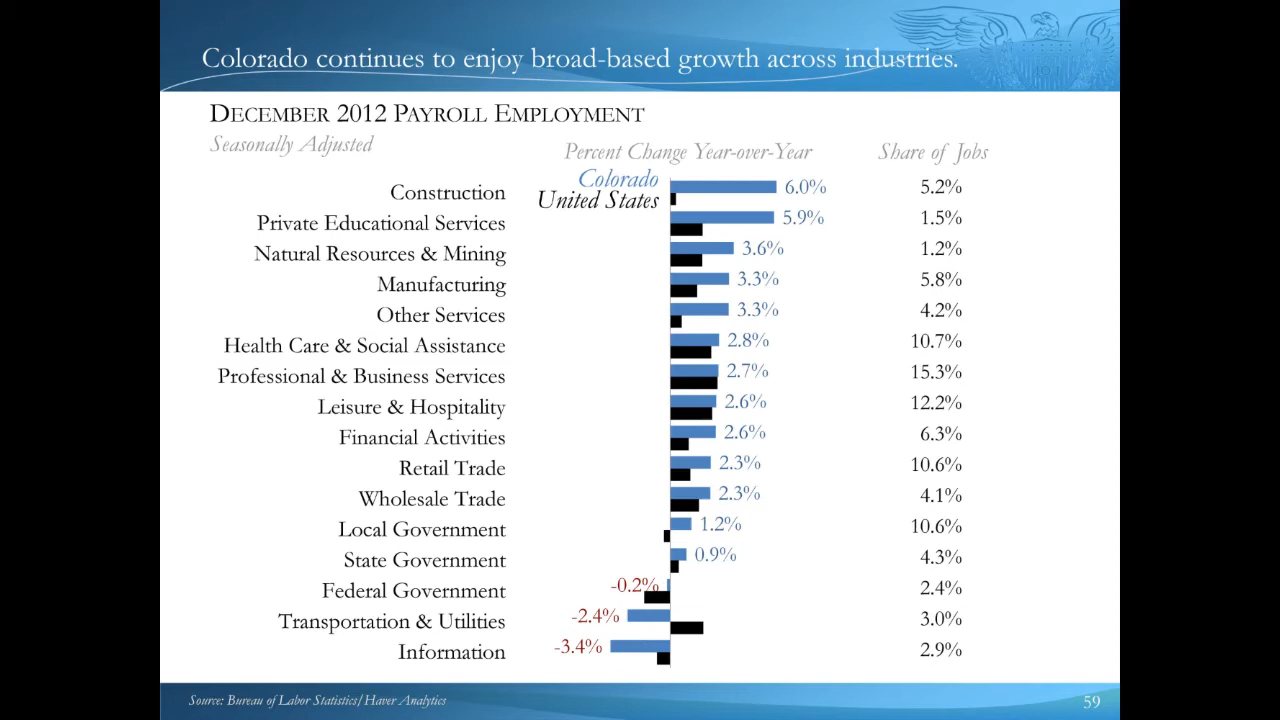 Colorado continues to enjoy broad-based growth across industries.
DECEMBER 2012 PAYROLL EMPLOYMENT
Seasonally Adjusted
Percent Change Year-over-Year Share of Jobs
Colorado
United States
Construction 6.0% 5.2%
Private Educational Services 5.9% 1.5%
Natural Resources & Mining 3.6% 1.2%
Manufacturing 3.3% 5.8%
Other Services 3.3% 4.2%
Health Care & Social Assistance 2.8% 10.7%
Professional & Business Services 2.7% 15.3%
Leisure & Hospitality 2.6% 12.2%
Financial Activities 2.6% 6.3%
Retail Trade 2.3% 10.6%
Wholesale Trade 2.3% 4.1%
Local Government 1.2% 10.6%
State Government 0.9% 4.3%
Federal Government -0.2% 2.4%
Transportation & Utilities -2.4% 3.0%
Information -3.4% 2.9%
Source: Bureau of Labor Statistics/Haver Analytics 59